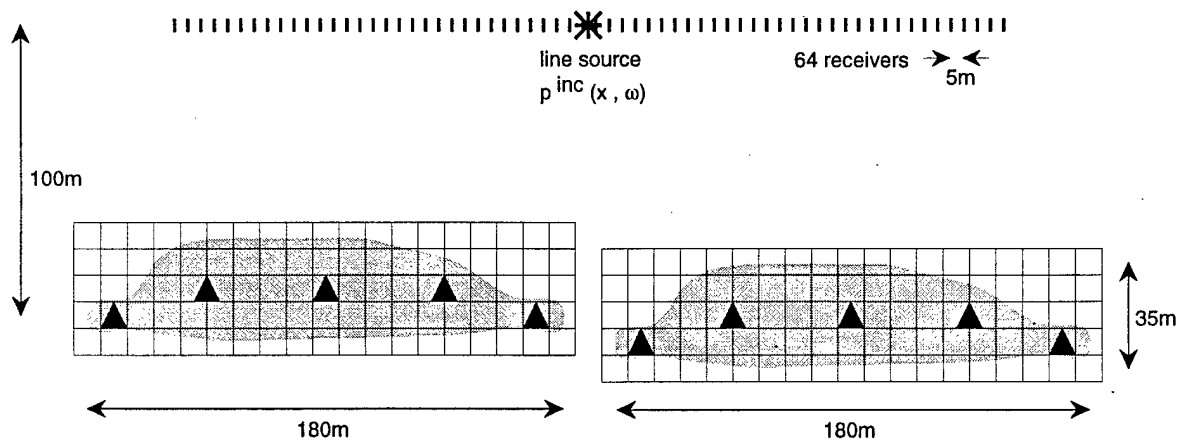 line source
p inc (x , ω)
64 receivers
5m
100m
35m
180m
180m